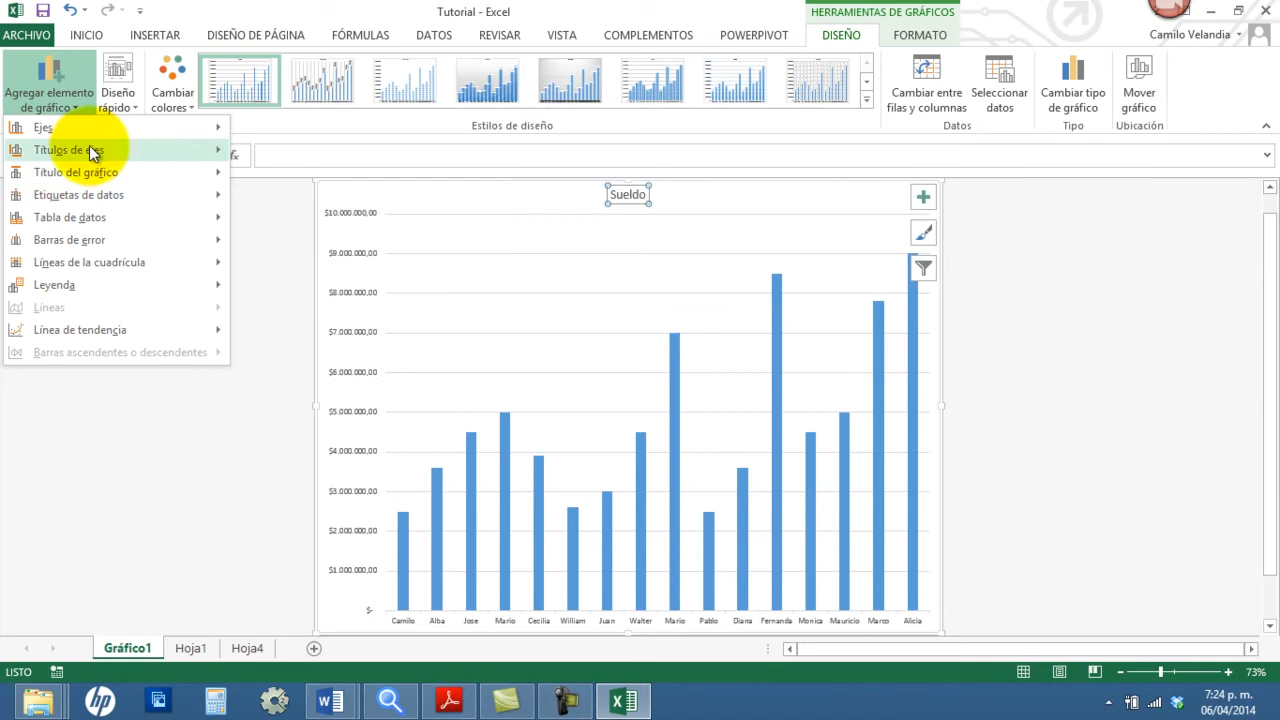 Tutorial - Excel
HERRAMIENTAS DE GRÁFICOS
ARCHIVO INICIO INSERTAR DISEÑO DE PÁGINA FÓRMULAS DATOS REVISAR VISTA COMPLEMENTOS POWERPIVOT DISEÑO FORMATO Camilo Velandia
Agregar elemento de gráfico
Diseño rápido
Cambiar colores
Cambiar entre filas y columnas
Seleccionar datos
Cambiar tipo de gráfico
Mover gráfico
Estilos de diseño Datos Tipo Ubicación
Ejes
Títulos de ejes
Título del gráfico
Etiquetas de datos
Tabla de datos
Barras de error
Líneas de la cuadrícula
Leyenda
Líneas
Línea de tendencia
Barras ascendentes o descendentes
fx
Sueldo
$10.000.000,00
$9.000.000,00
$8.000.000,00
$7.000.000,00
$6.000.000,00
$5.000.000,00
$4.000.000,00
$3.000.000,00
$2.000.000,00
$1.000.000,00
$-
Camilo Alba Jose Mario Cecilia William Juan Walter Mario Pablo Diana Fernanda Monica Mauricio Marco Alicia
Gráfico1 Hoja1 Hoja4
LISTO 73%
7:24 p. m.
06/04/2014